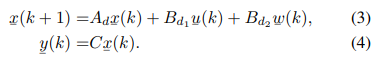 x(k + 1) =A_d x(k) + B_{d_1} u(k) + B_{d_2} w(k), (3)
y(k) =Cx(k). (4)